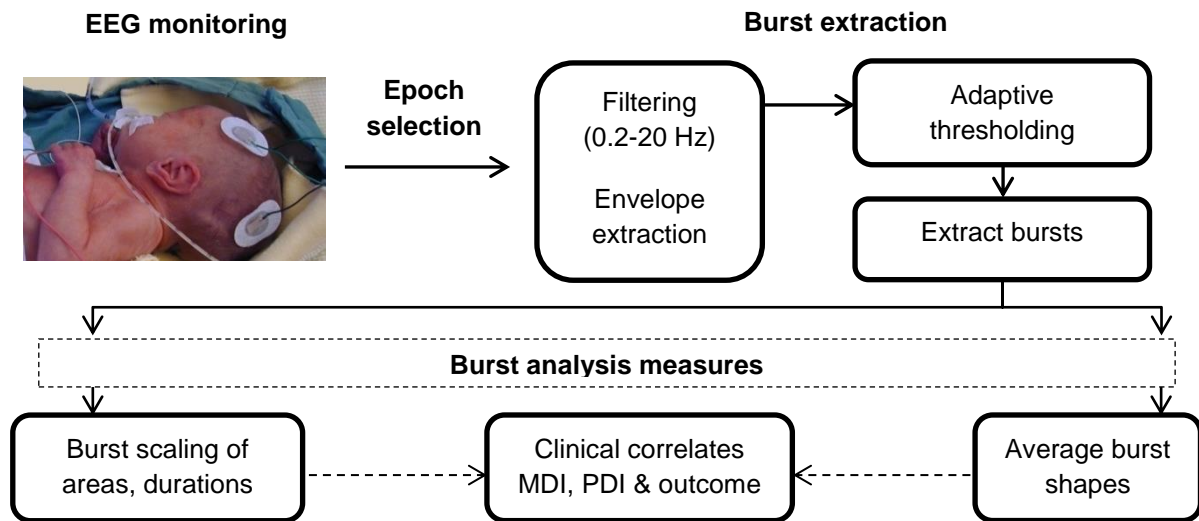 EEG monitoring
Burst extraction
Epoch
selection
Filtering
(0.2-20 Hz)
Envelope
extraction
Adaptive
thresholding
Extract bursts
Burst analysis measures
Burst scaling of
areas, durations
Clinical correlates
MDI, PDI & outcome
Average burst
shapes